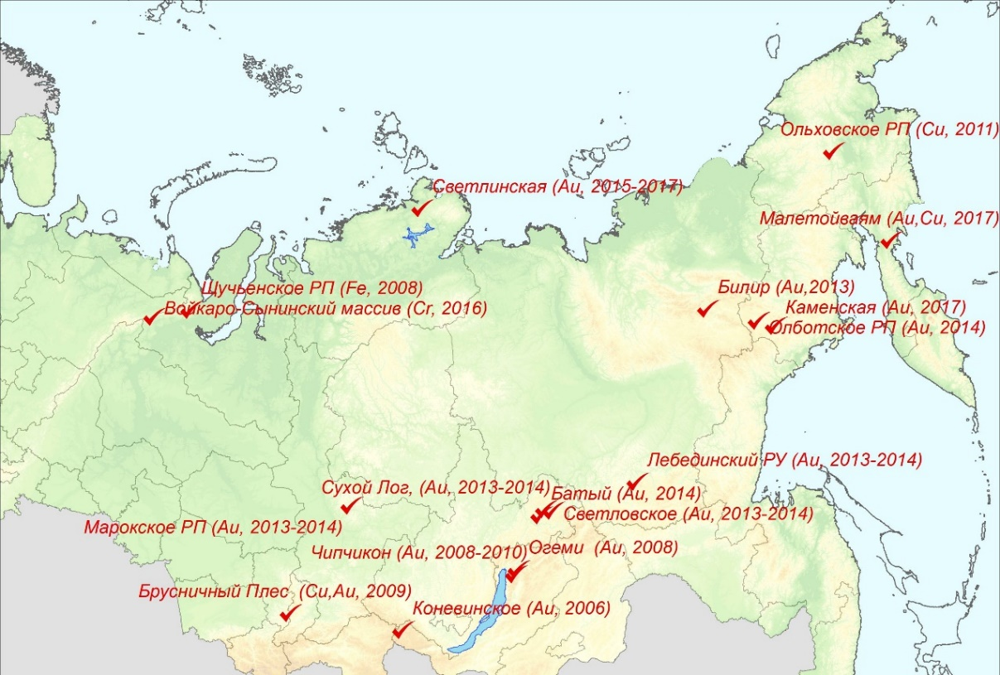 Ольховское РП (Cu, 2011)
Светлинская (Au, 2015-2017)
Малетойваям (Au,Cu, 2017)
Щучьенское РП (Fe, 2008)
Войкаро-Сынинский массив (Cr, 2016)
Билир (Au,2013)
Каменская (Au, 2017)
Олботское РП (Au, 2014)
Лебединский РУ (Au, 2013-2014)
Сухой Лог, (Au, 2013-2014)
Батый (Au, 2014)
Светловское (Au, 2013-2014)
Марокское РП (Au, 2013-2014)
Чипчикон (Au, 2008-2010)
Огеми (Au, 2008)
Брусничный Плес (Cu,Au, 2009)
Коневинское (Au, 2006)